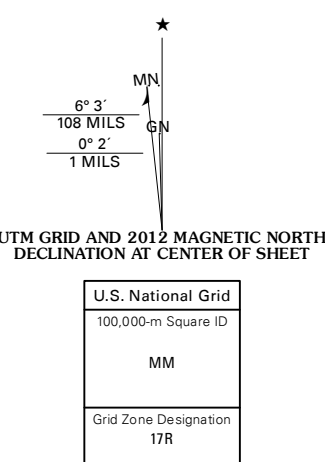 ★
MN
6° 3´
108 MILS
GN
0° 2´
1 MILS
UTM GRID AND 2012 MAGNETIC NORTH
DECLINATION AT CENTER OF SHEET
U.S. National Grid
100,000-m Square ID
MM
Grid Zone Designation
17R